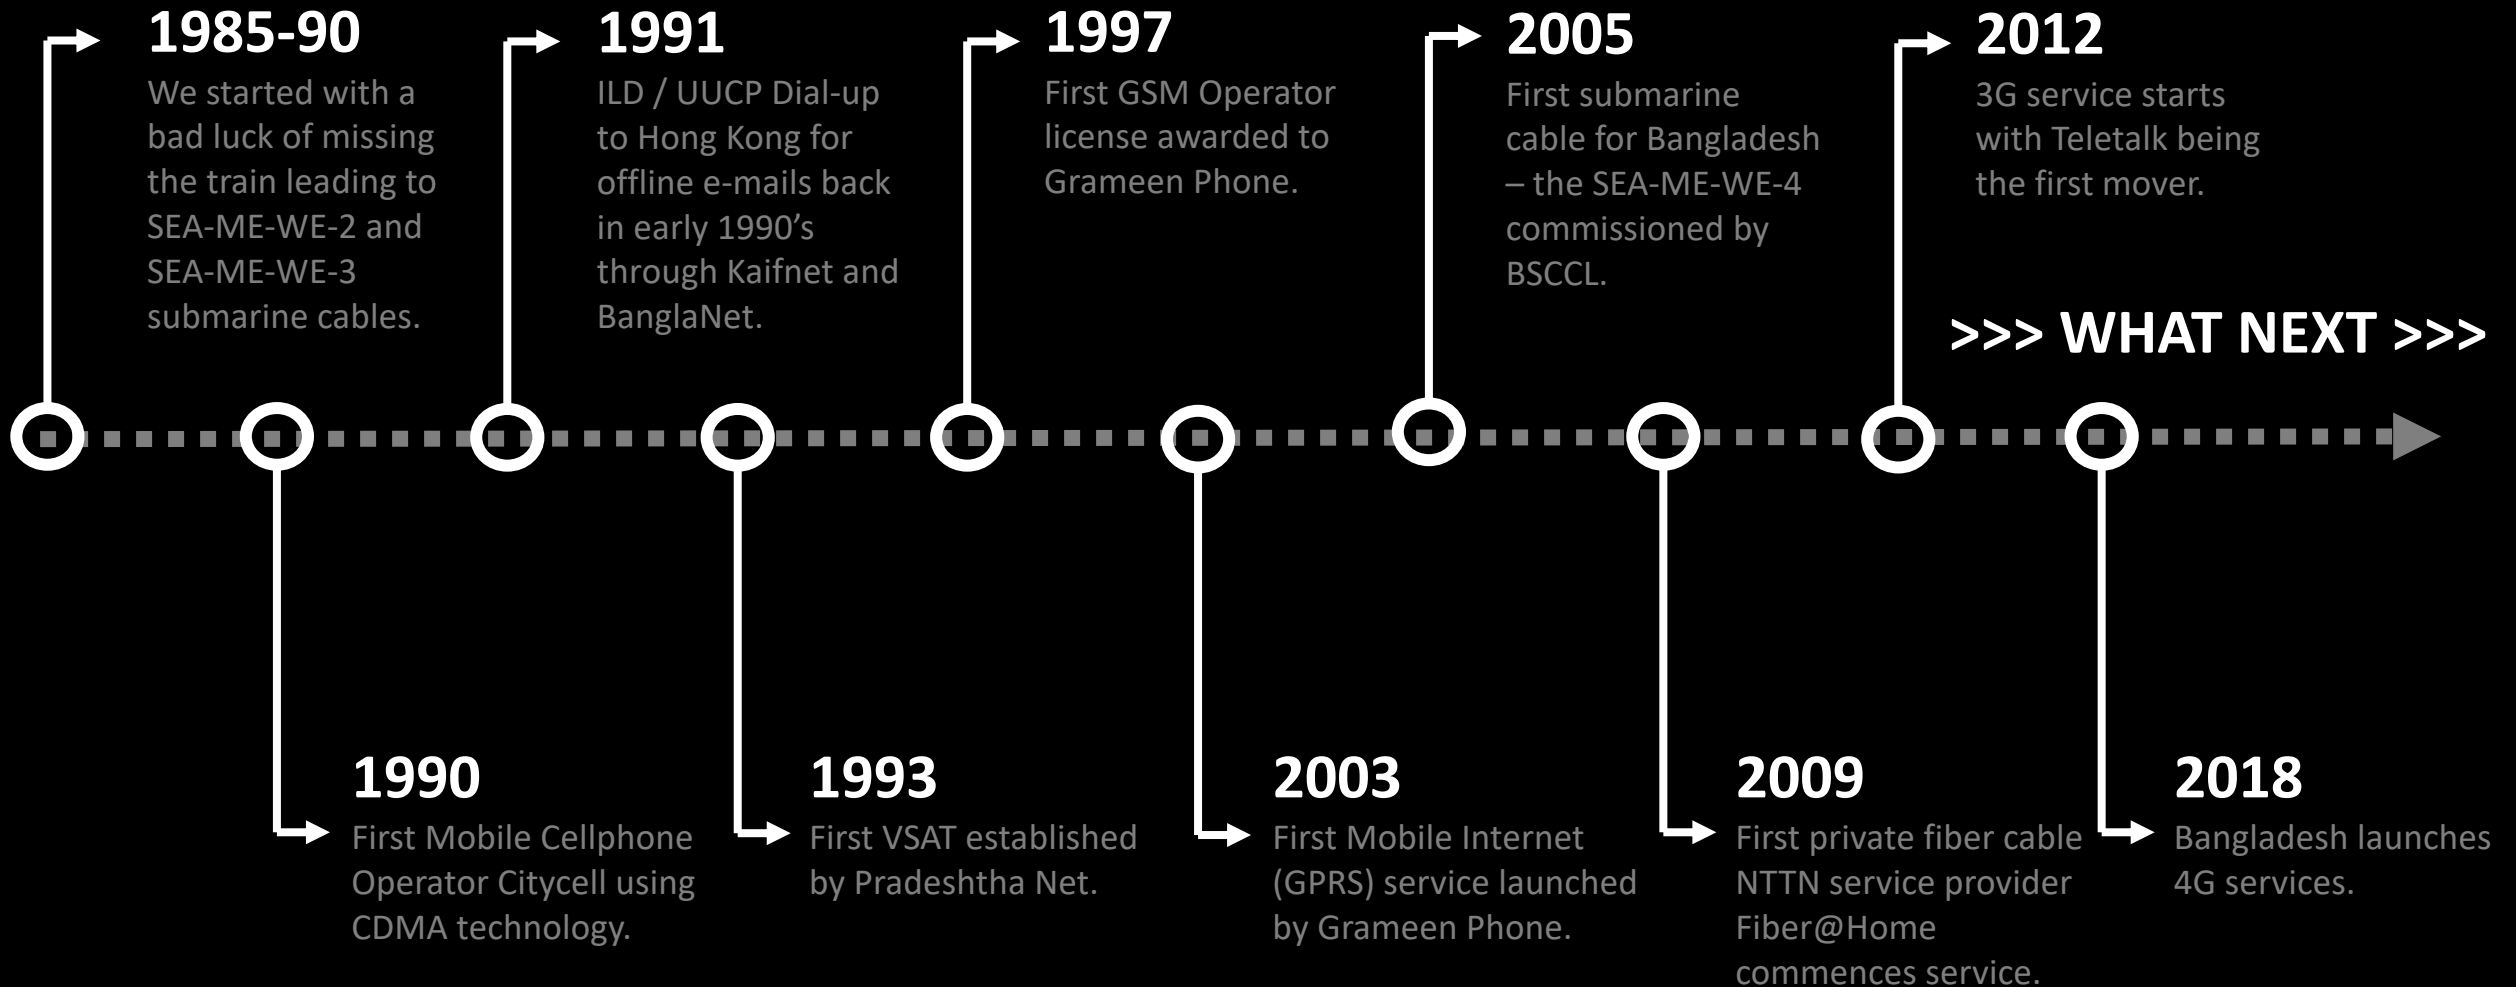 1985-90
We started with a
bad luck of missing
the train leading to
SEA-ME-WE-2 and
SEA-ME-WE-3
submarine cables.
1991
ILD / UUCP Dial-up
to Hong Kong for
offline e-mails back
in early 1990’s
through Kaifnet and
BanglaNet.
1997
First GSM Operator
license awarded to
Grameen Phone.
2005
First submarine
cable for Bangladesh
– the SEA-ME-WE-4
commissioned by
BSCCL.
2012
3G service starts
with Teletalk being
the first mover.
>>> WHAT NEXT >>>
1990
First Mobile Cellphone
Operator Citycell using
CDMA technology.
1993
First VSAT established
by Pradeshtha Net.
2003
First Mobile Internet
(GPRS) service launched
by Grameen Phone.
2009
First private fiber cable
NTTN service provider
Fiber@Home
commences service.
2018
Bangladesh launches
4G services.